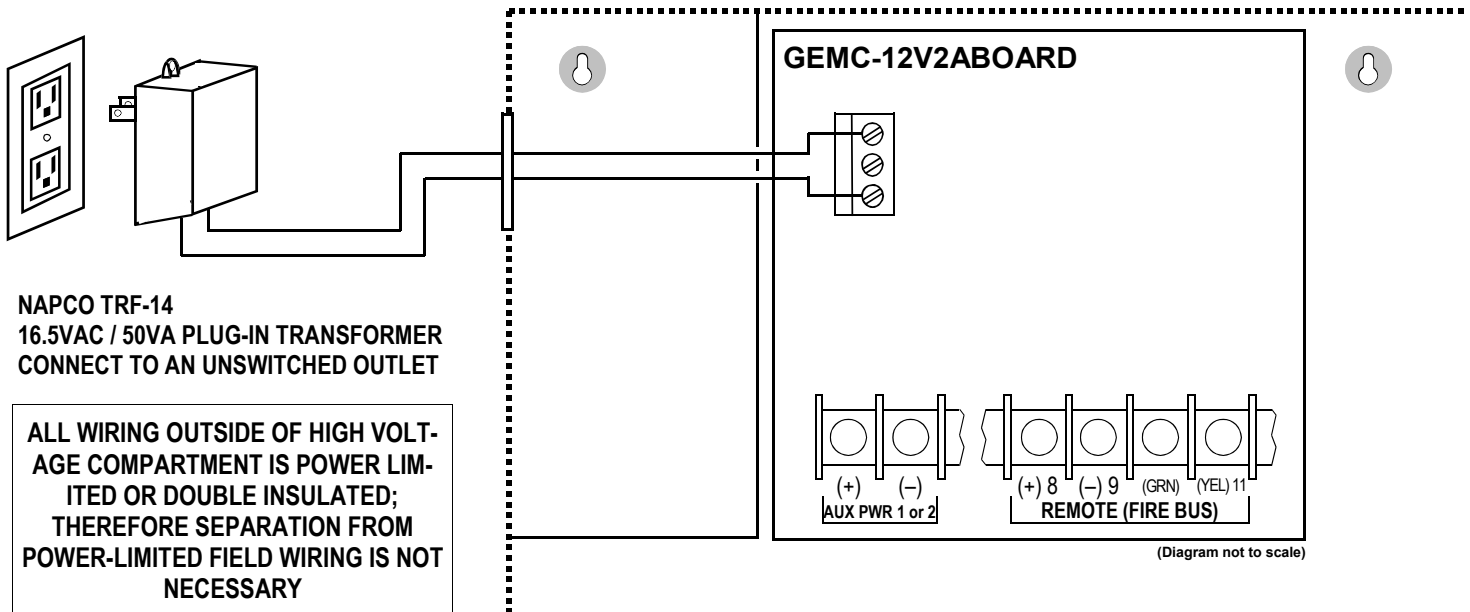 GEMC-12V2ABOARD
NAPCO TRF-14
16.5VAC / 50VA PLUG-IN TRANSFORMER
CONNECT TO AN UNSWITCHED OUTLET
ALL WIRING OUTSIDE OF HIGH VOLT-
AGE COMPARTMENT IS POWER LIM-
ITED OR DOUBLE INSULATED;
THEREFORE SEPARATION FROM
POWER-LIMITED FIELD WIRING IS NOT
NECESSARY
(+) (–)
AUX PWR 1 or 2
(+) 8 (–) 9 (GRN) (YEL) 11
REMOTE (FIRE BUS)
(Diagram not to scale)